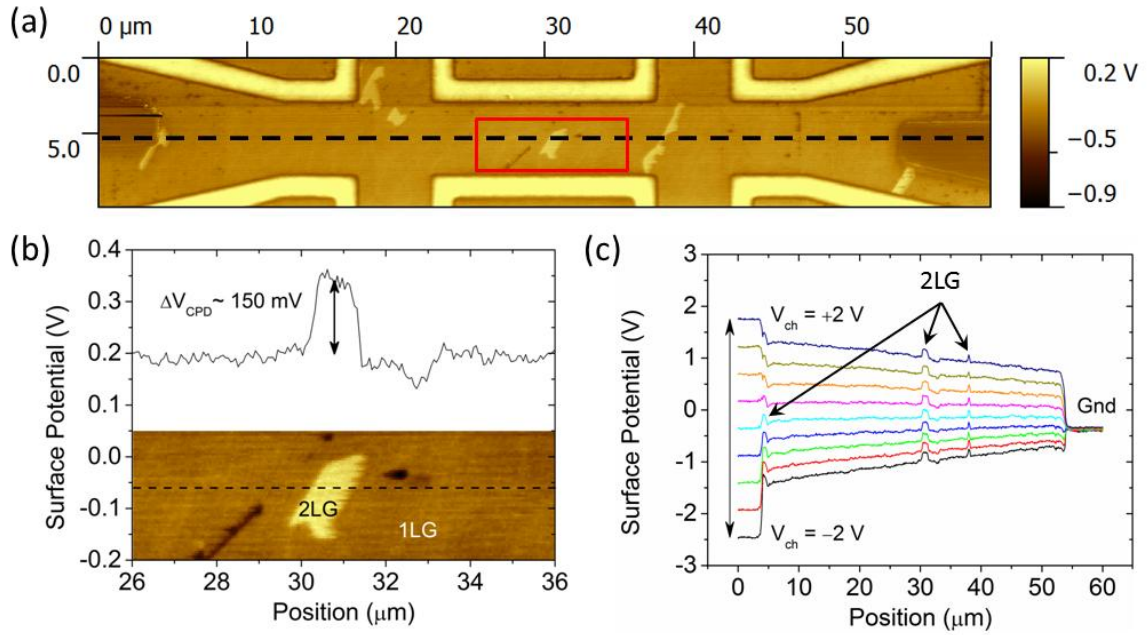 (a)
0 μm 10 20 30 40 50
0.0
5.0
0.2 V
−0.5
−0.9
(b)
Surface Potential (V)
0.4
0.3
0.2
0.1
0.0
-0.1
-0.2
ΔV_CPD ~ 150 mV
2LG
1LG
26 28 30 32 34 36
Position (μm)
(c)
Surface Potential (V)
3
2
1
0
-1
-2
-3
2LG
V_ch = +2 V
Gnd
V_ch = −2 V
0 10 20 30 40 50 60
Position (μm)